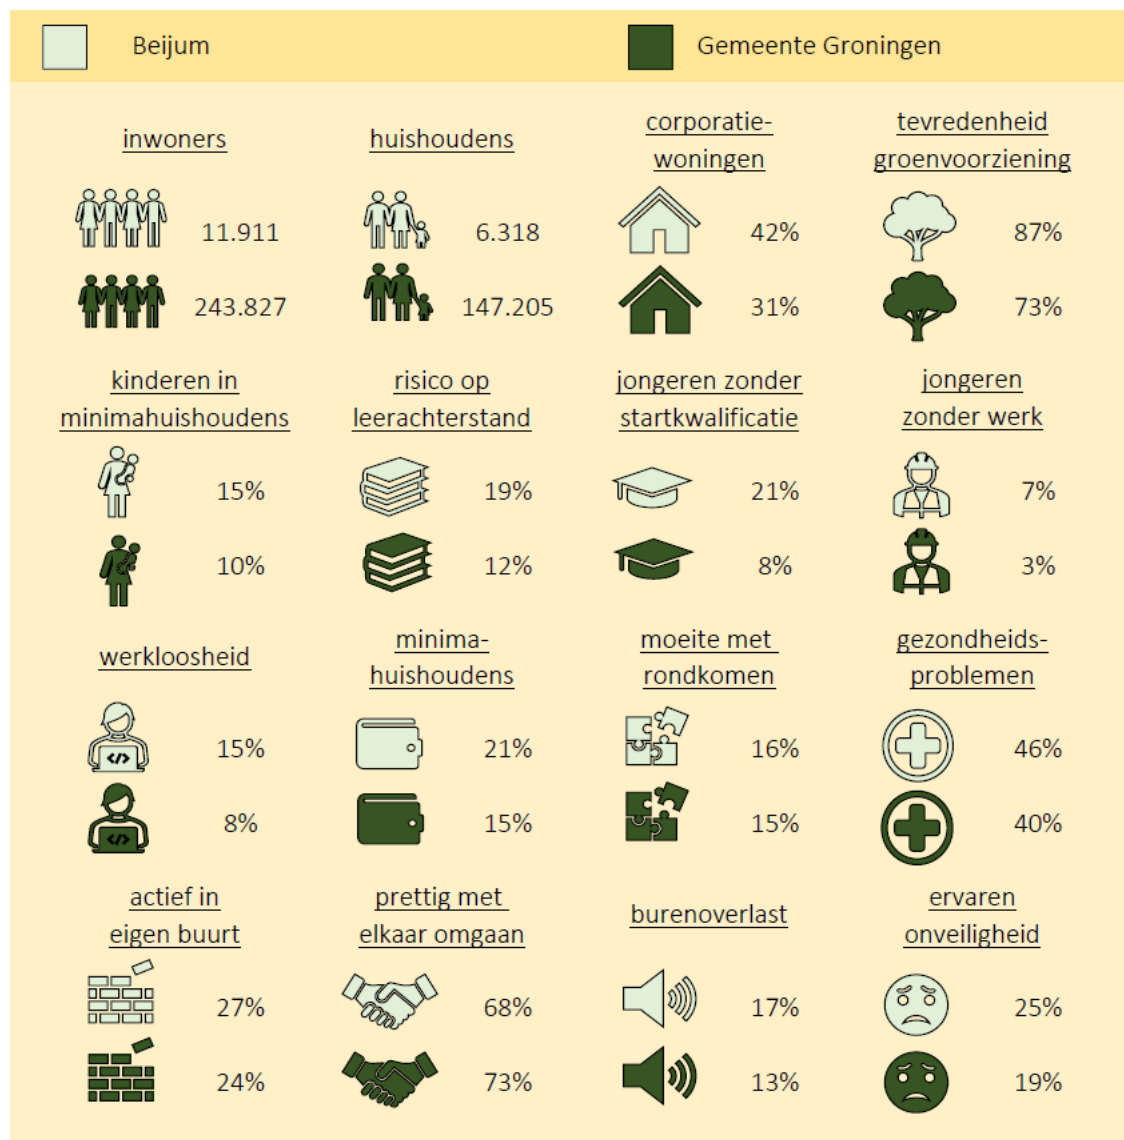 Beijum
Gemeente Groningen
inwoners
11.911
243.827
huishoudens
6.318
147.205
corporatie-
woningen
42%
31%
tevredenheid
groenvoorziening
87%
73%
kinderen in
minimahuishoudens
15%
10%
risico op
leerachterstand
19%
12%
jongeren zonder
startkwalificatie
21%
8%
jongeren
zonder werk
7%
3%
werkloosheid
</>
15%
</>
8%
minima-
huishoudens
21%
15%
moeite met
rondkomen
16%
15%
gezondheids-
problemen
46%
40%
actief in
eigen buurt
27%
24%
prettig met
elkaar omgaan
68%
73%
burenoverlast
17%
13%
ervaren
onveiligheid
25%
19%